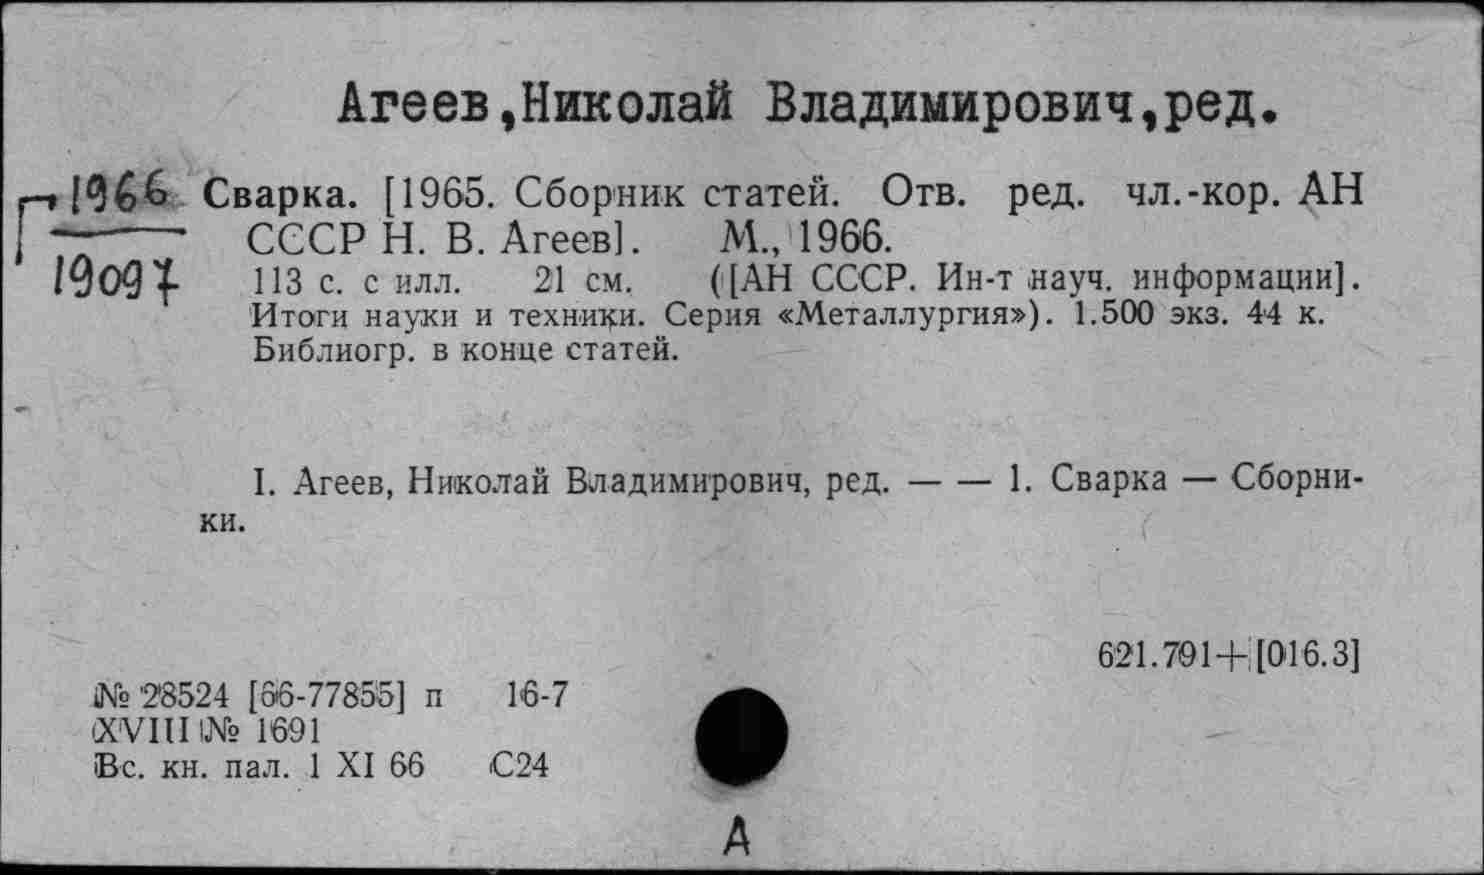 Агеев,Николай Владимирович,ред.
Г 1966
19097
Сварка. [1965. Сборник статей. Отв. ред. чл.-кор. АН
СССР Н. В. Агеев]. М., 1966.
113 с. с илл. 21 см. ([АН СССР. Ин-т науч. информации].
Итоги науки и техники. Серия «Металлургия»). 1.500 экз. 44 к.
Библиогр. в конце статей.
I. Агеев, Николай Владимирович, ред. — — 1. Сварка — Сборни-
ки.
621.791+[016.3]
№ 28524 [66-77855] п 16-7
XVIII № 1691
Вс. кн. пал. 1 XI 66 С24
А